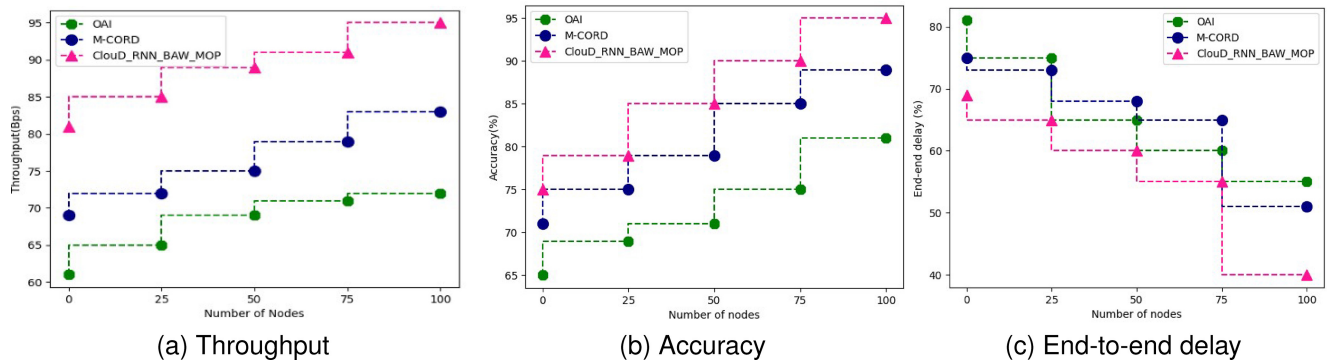 OAI
M-CORD
ClouD_RNN_BAW_MOP
Throughput(Bps)
95
90
85
80
75
70
65
60
0 25 50 75 100
Number of Nodes
(a) Throughput
OAI
M-CORD
ClouD_RNN_BAW_MOP
Accuracy(%)
95
90
85
80
75
70
65
0 25 50 75 100
Number of nodes
(b) Accuracy
OAI
M-CORD
ClouD_RNN_BAW_MOP
End-end delay (%)
80
70
60
50
40
0 25 50 75 100
Number of nodes
(c) End-to-end delay